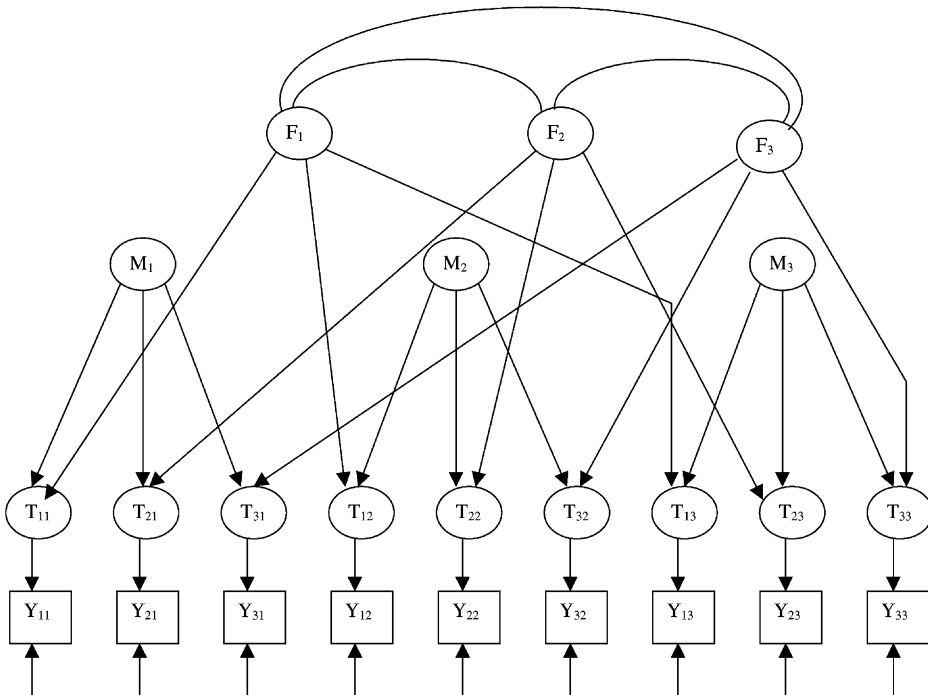 F₁ F₂ F₃
M₁ M₂ M₃
T₁₁ T₂₁ T₃₁ T₁₂ T₂₂ T₃₂ T₁₃ T₂₃ T₃₃
Y₁₁ Y₂₁ Y₃₁ Y₁₂ Y₂₂ Y₃₂ Y₁₃ Y₂₃ Y₃₃